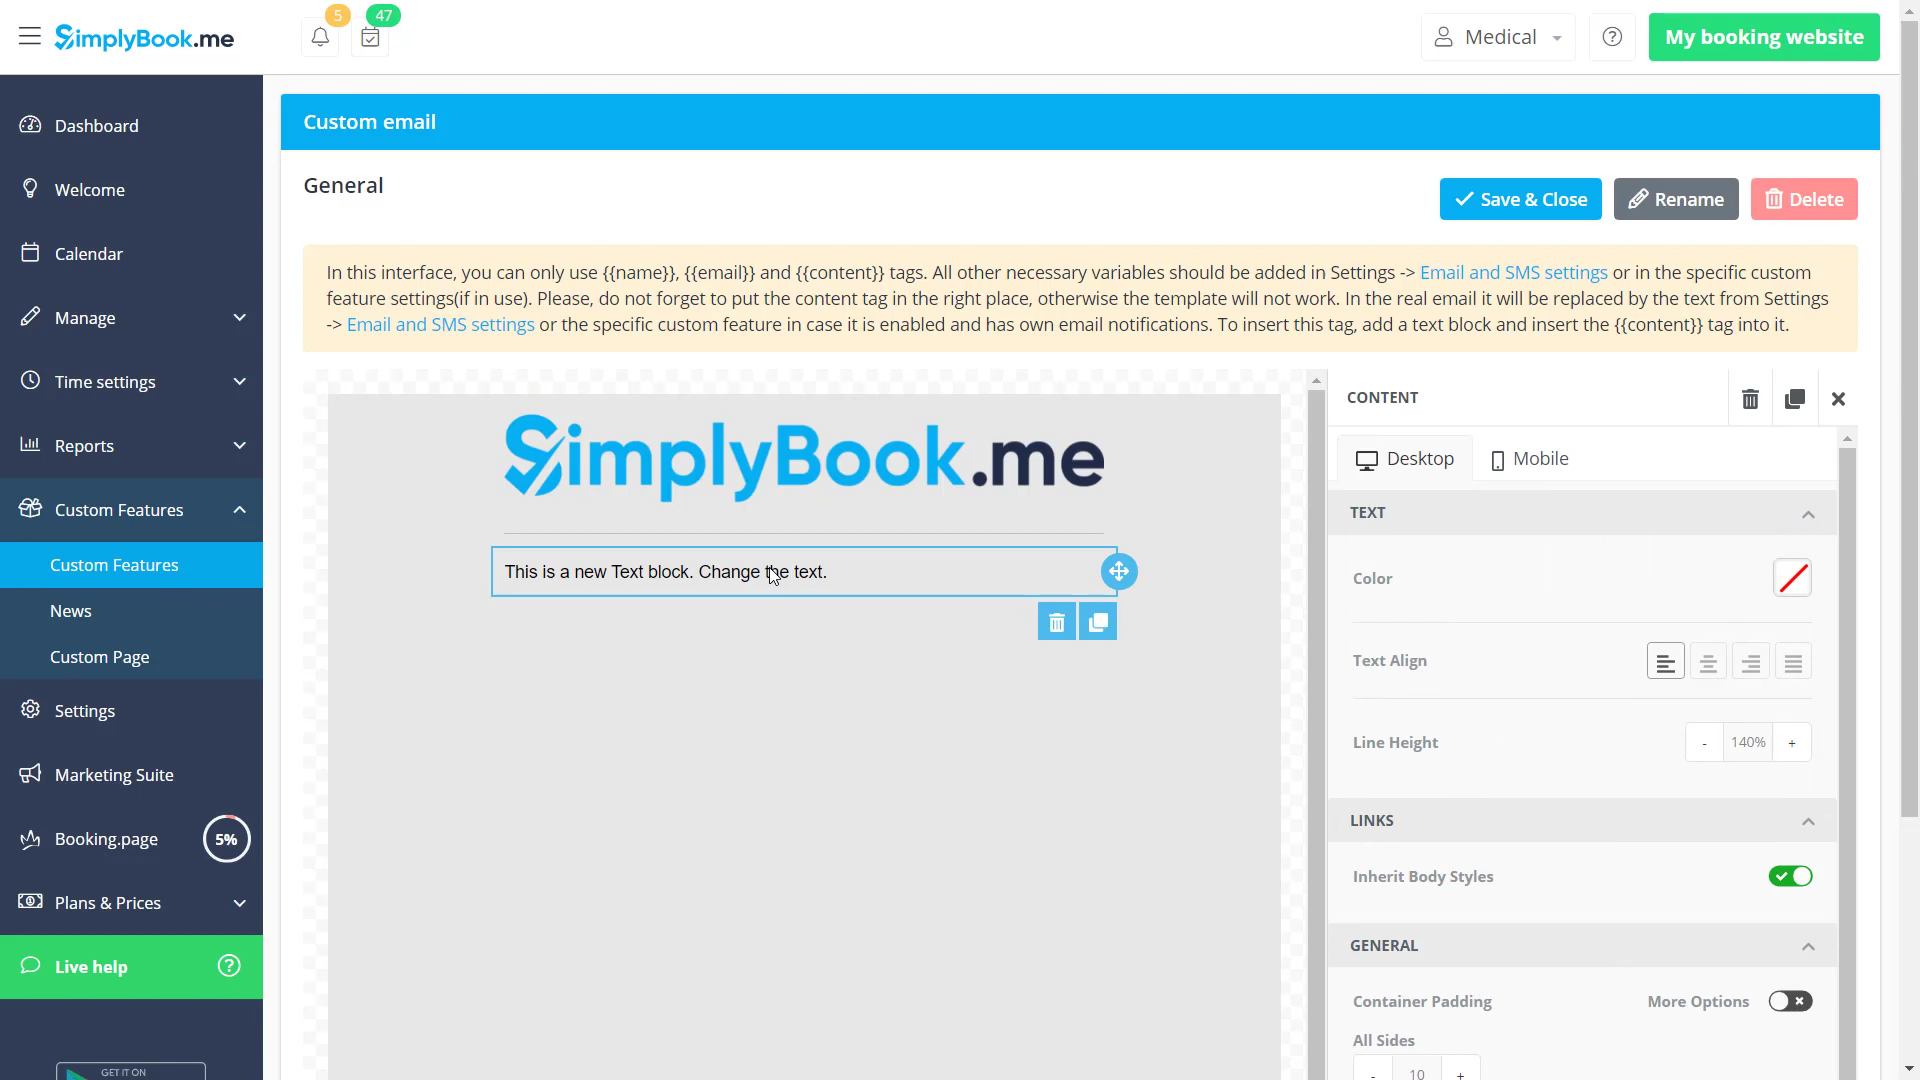 SimplyBook.me
5
47
Medical
My booking website
Dashboard
Welcome
Calendar
Manage
Time settings
Reports
Custom Features
Custom Features
News
Custom Page
Settings
Marketing Suite
Booking.page
5%
Plans & Prices
Live help
GET IT ON
Custom email
General
Save & Close
Rename
Delete
In this interface, you can only use {{name}}, {{email}} and {{content}} tags. All other necessary variables should be added in Settings -> Email and SMS settings or in the specific custom
feature settings(if in use). Please, do not forget to put the content tag in the right place, otherwise the template will not work. In the real email it will be replaced by the text from Settings
-> Email and SMS settings or the specific custom feature in case it is enabled and has own email notifications. To insert this tag, add a text block and insert the {{content}} tag into it.
SimplyBook.me
This is a new Text block. Change the text.
CONTENT
Desktop
Mobile
TEXT
Color
Text Align
Line Height
- 140% +
LINKS
Inherit Body Styles
GENERAL
Container Padding
More Options
All Sides
- 10 +